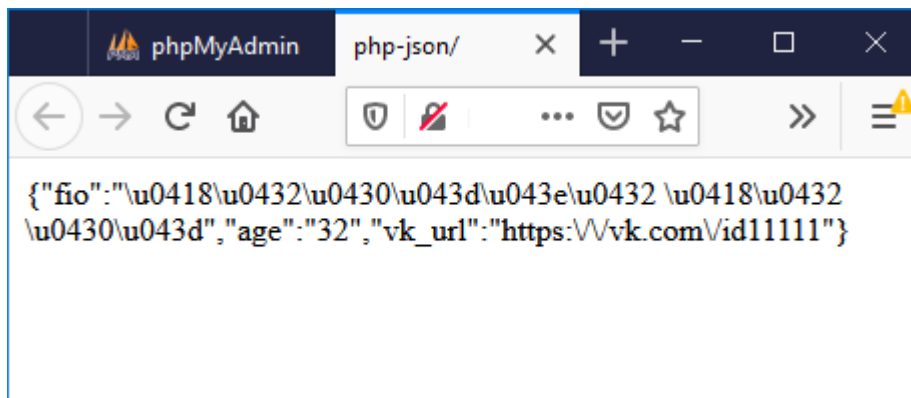 phpMyAdmin php-json/
{"fio":"\u0418\u0432\u0430\u043d\u043e\u0432 \u0418\u0432
\u0430\u043d","age":"32","vk_url":"https:\/\/vk.com\/id11111"}